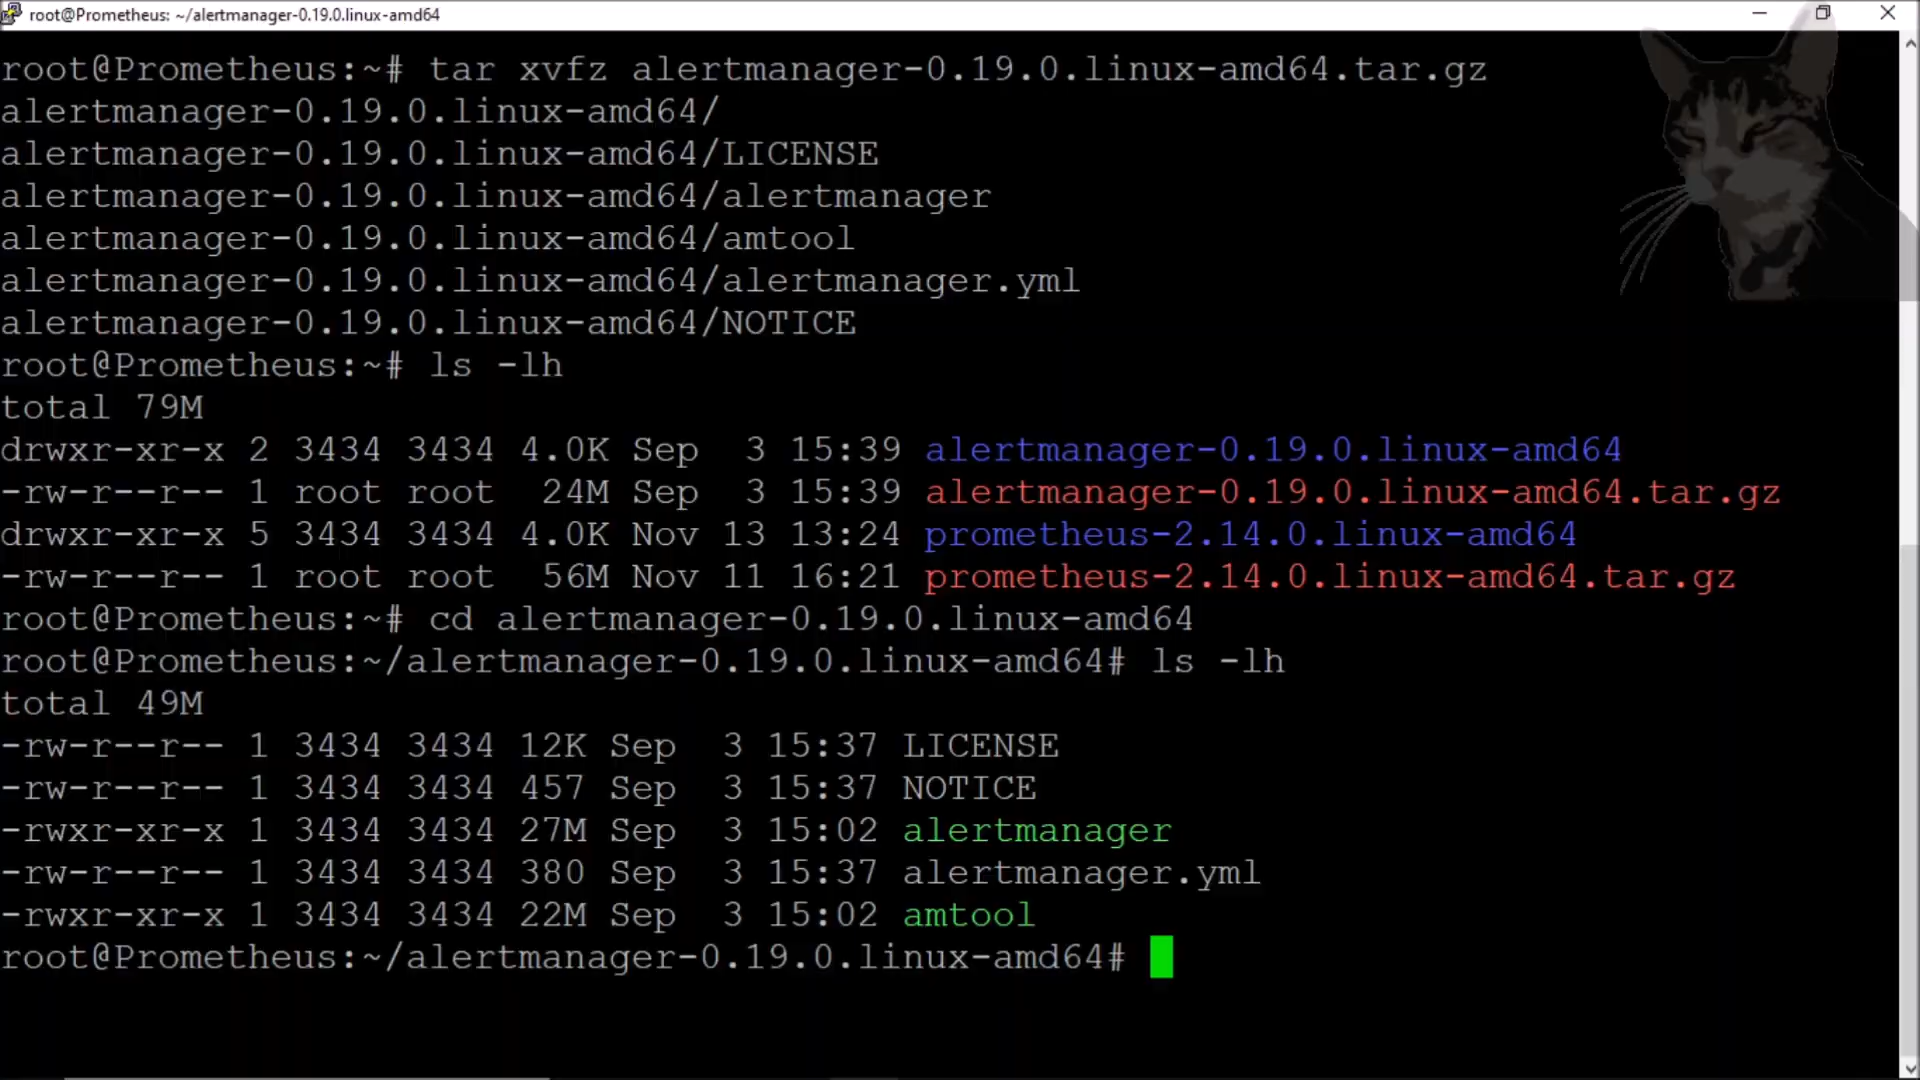 root@Prometheus: ~/alertmanager-0.19.0.linux-amd64
root@Prometheus:~# tar xvfz alertmanager-0.19.0.linux-amd64.tar.gz
alertmanager-0.19.0.linux-amd64/
alertmanager-0.19.0.linux-amd64/LICENSE
alertmanager-0.19.0.linux-amd64/alertmanager
alertmanager-0.19.0.linux-amd64/amtool
alertmanager-0.19.0.linux-amd64/alertmanager.yml
alertmanager-0.19.0.linux-amd64/NOTICE
root@Prometheus:~# ls -lh
total 79M
drwxr-xr-x 2 3434 3434 4.0K Sep  3 15:39 alertmanager-0.19.0.linux-amd64
-rw-r--r-- 1 root root  24M Sep  3 15:39 alertmanager-0.19.0.linux-amd64.tar.gz
drwxr-xr-x 5 3434 3434 4.0K Nov 13 13:24 prometheus-2.14.0.linux-amd64
-rw-r--r-- 1 root root  56M Nov 11 16:21 prometheus-2.14.0.linux-amd64.tar.gz
root@Prometheus:~# cd alertmanager-0.19.0.linux-amd64
root@Prometheus:~/alertmanager-0.19.0.linux-amd64# ls -lh
total 49M
-rw-r--r-- 1 3434 3434 12K Sep  3 15:37 LICENSE
-rw-r--r-- 1 3434 3434 457 Sep  3 15:37 NOTICE
-rwxr-xr-x 1 3434 3434 27M Sep  3 15:02 alertmanager
-rw-r--r-- 1 3434 3434 380 Sep  3 15:37 alertmanager.yml
-rwxr-xr-x 1 3434 3434 22M Sep  3 15:02 amtool
root@Prometheus:~/alertmanager-0.19.0.linux-amd64#